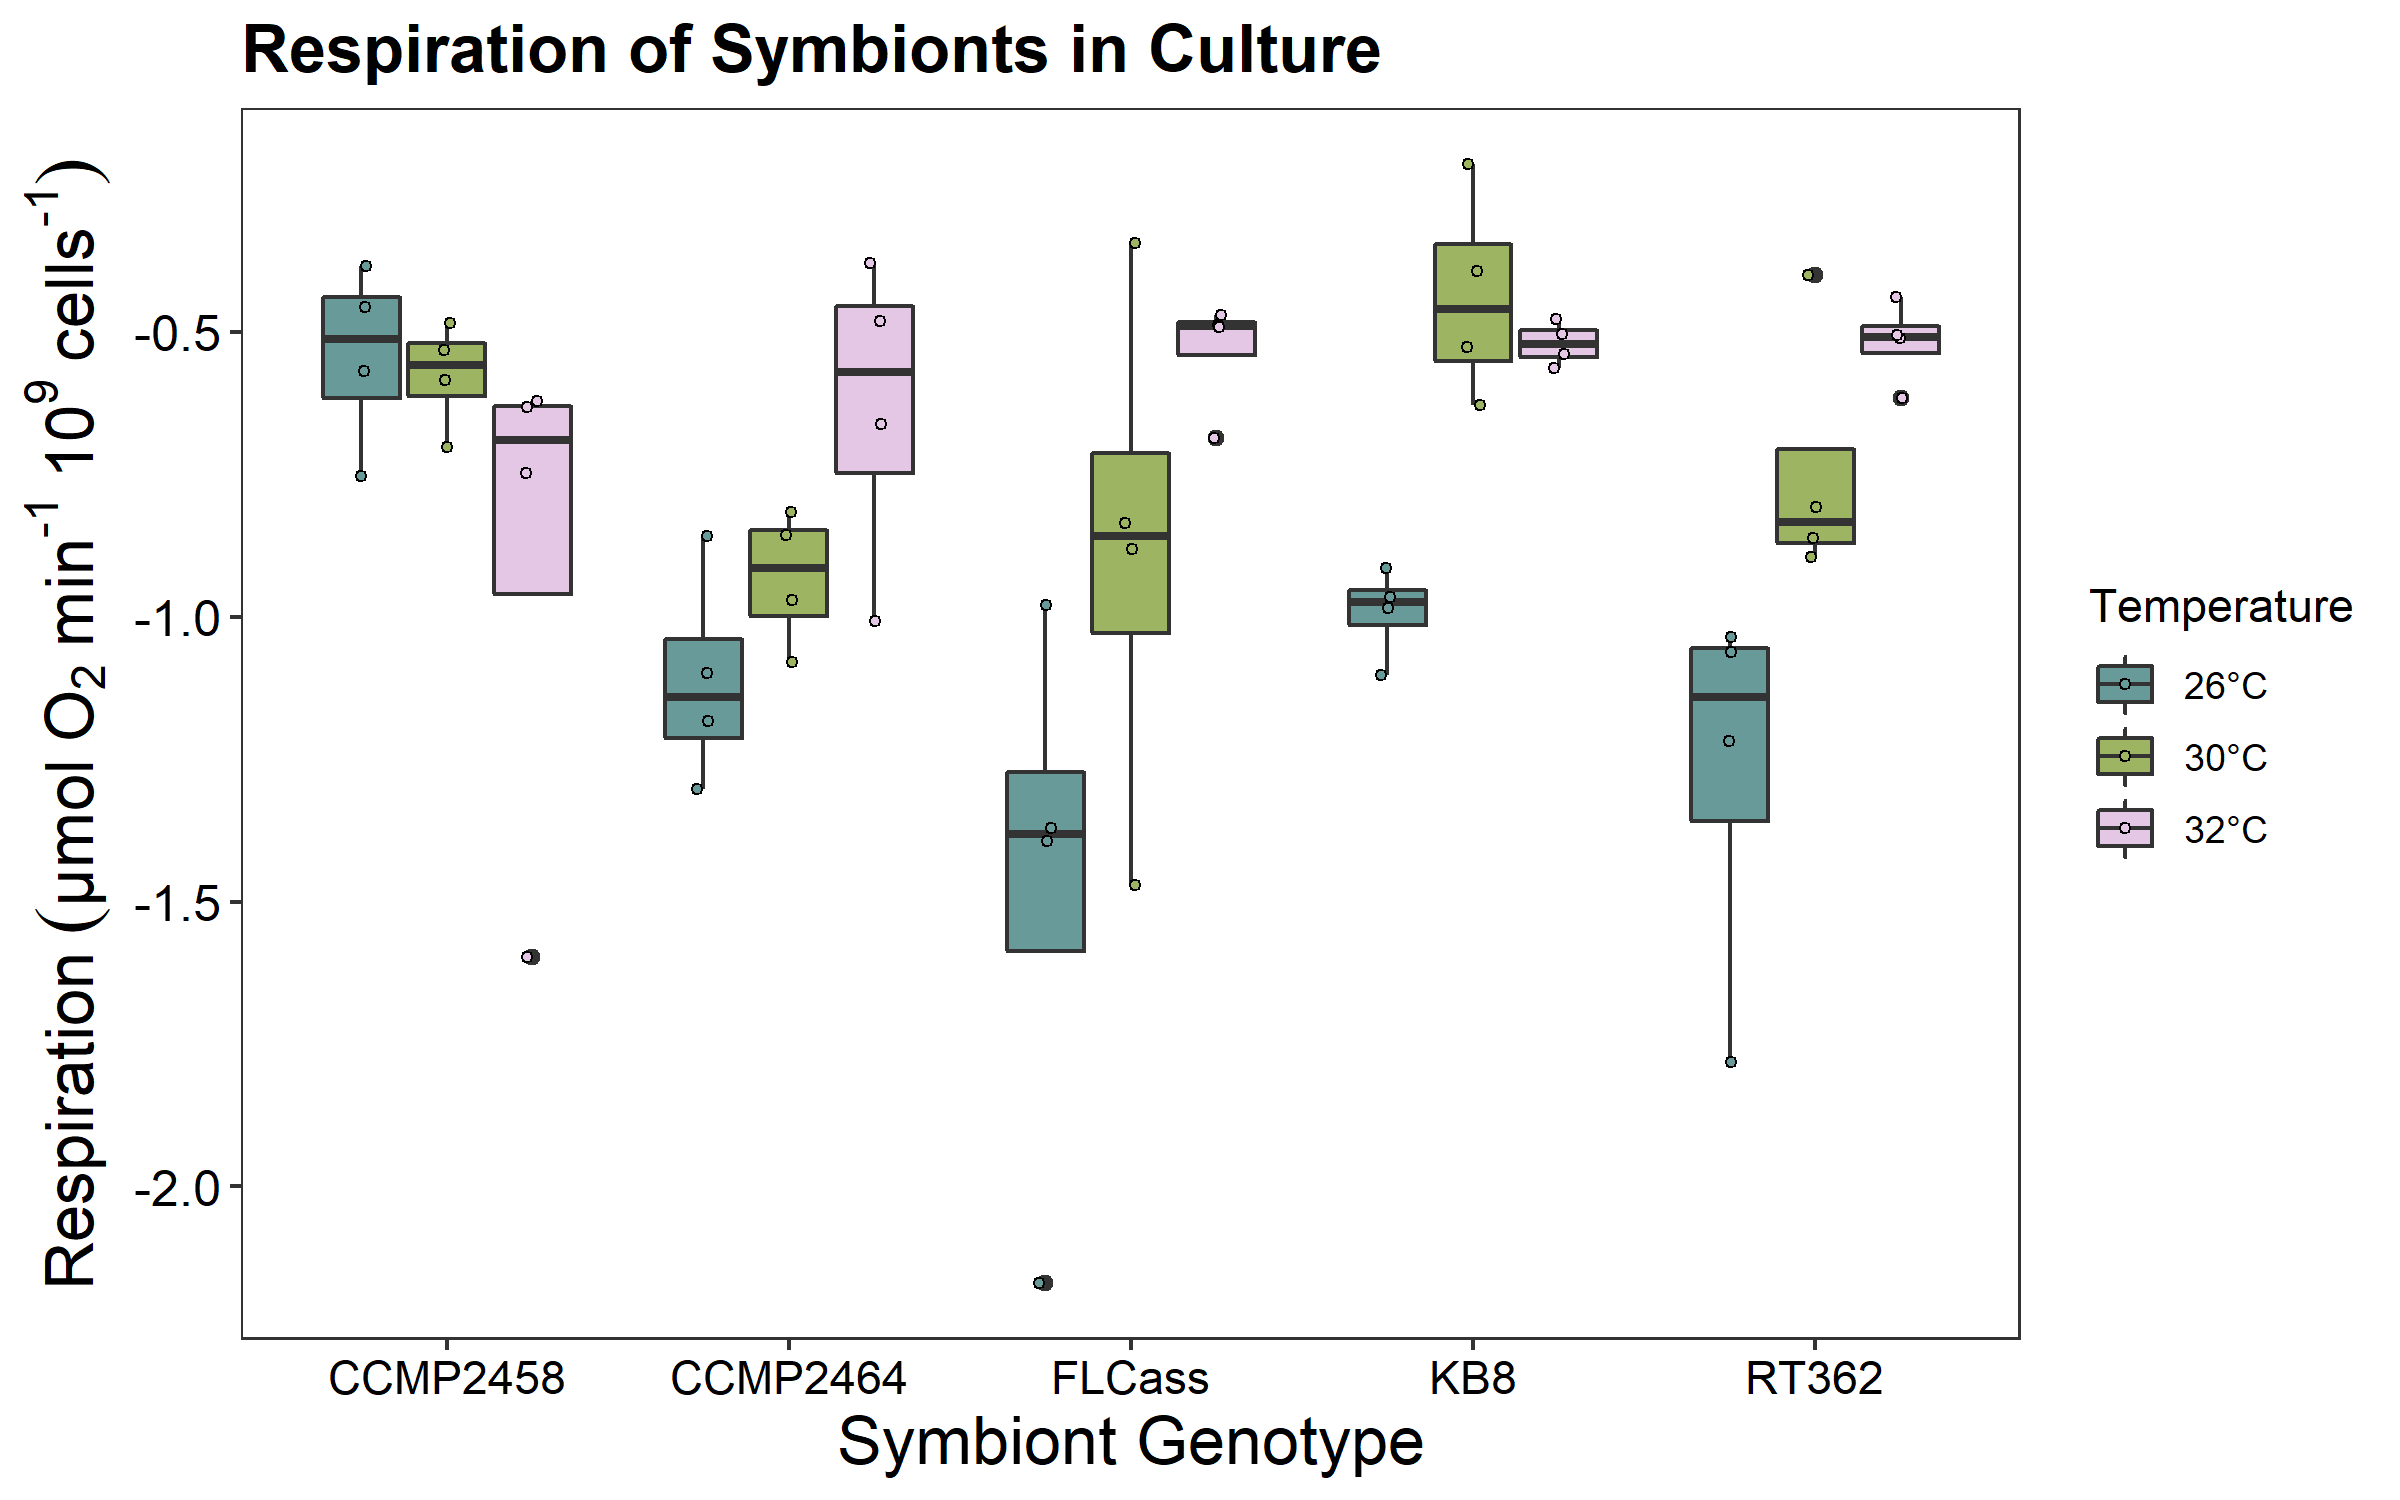 Respiration of Symbionts in Culture
Respiration (µmol O₂ min⁻¹ 10⁹ cells⁻¹)
-0.5
-1.0
-1.5
-2.0
CCMP2458 CCMP2464 FLCass KB8 RT362
Symbiont Genotype
Temperature
26°C
30°C
32°C